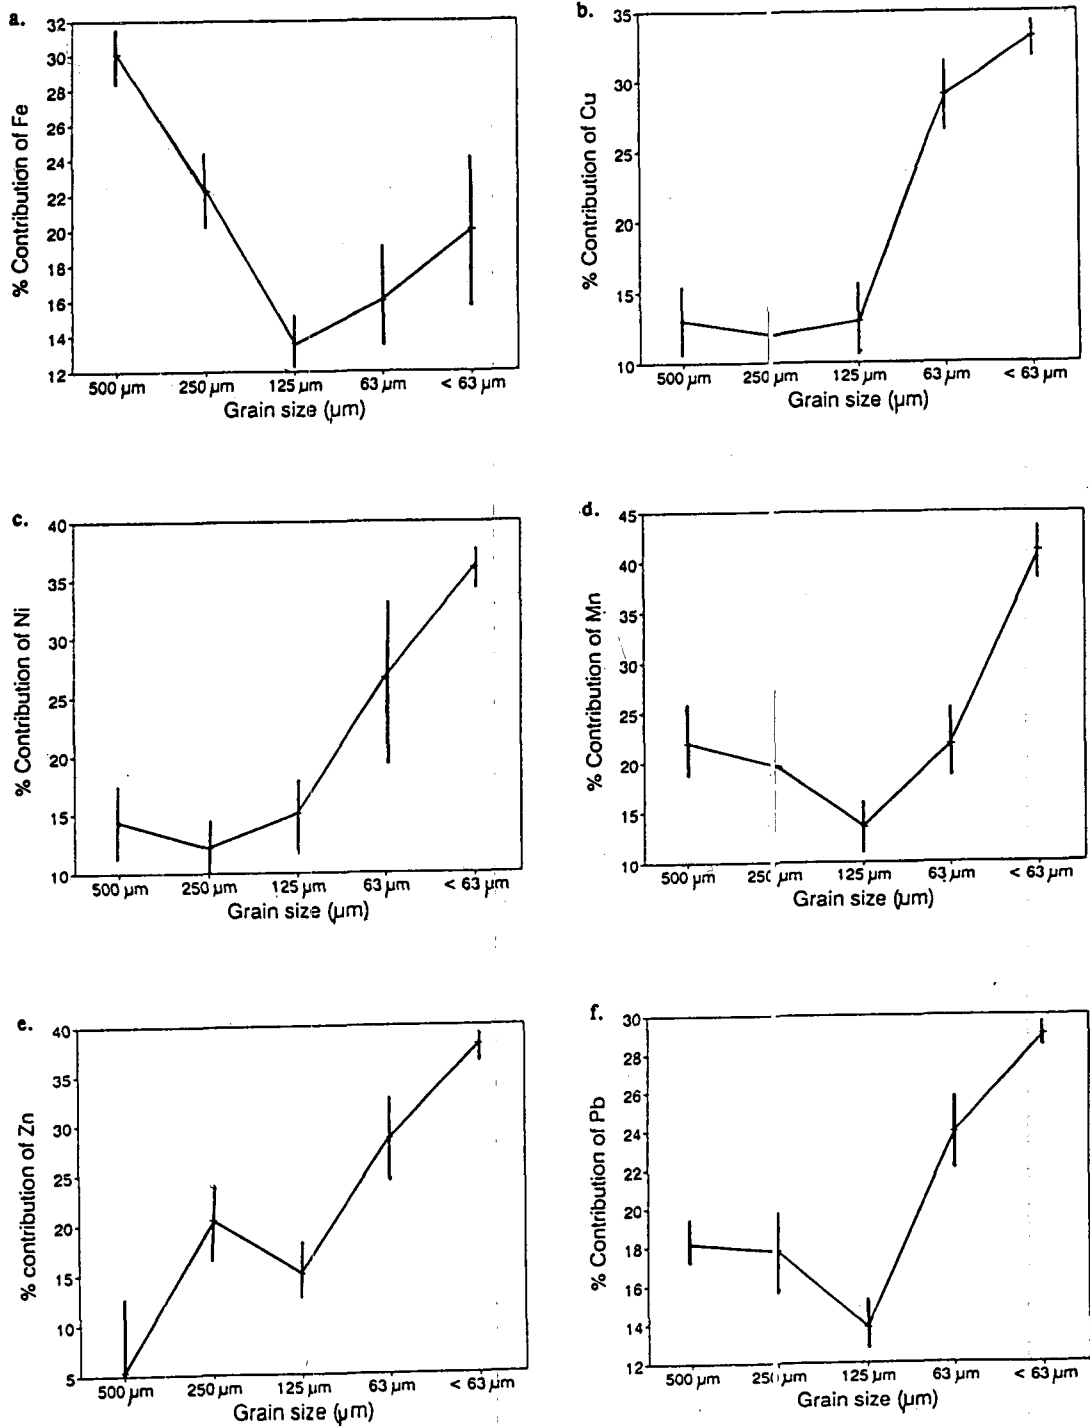 a.
32
30
28
26
24
22
20
18
16
14
12
% Contribution of Fe
500 µm 250 µm 125 µm 63 µm < 63 µm
Grain size (µm)
b.
35
30
25
20
15
10
% Contribution of Cu
500 µm 250 µm 125 µm 63 µm < 63 µm
Grain size (µm)
c.
40
35
30
25
20
15
10
% Contribution of Ni
500 µm 250 µm 125 µm 63 µm < 63 µm
Grain size (µm)
d.
45
40
35
30
25
20
15
10
% Contribution of Mn
500 µm 250 µm 125 µm 63 µm < 63 µm
Grain size (µm)
e.
40
35
30
25
20
15
10
5
% contribution of Zn
500 µm 250 µm 125 µm 63 µm < 63 µm
Grain size (µm)
f.
30
28
26
24
22
20
18
16
14
12
% Contribution of Pb
500 µm 250 µm 125 µm 63 µm < 63 µm
Grain size (µm)